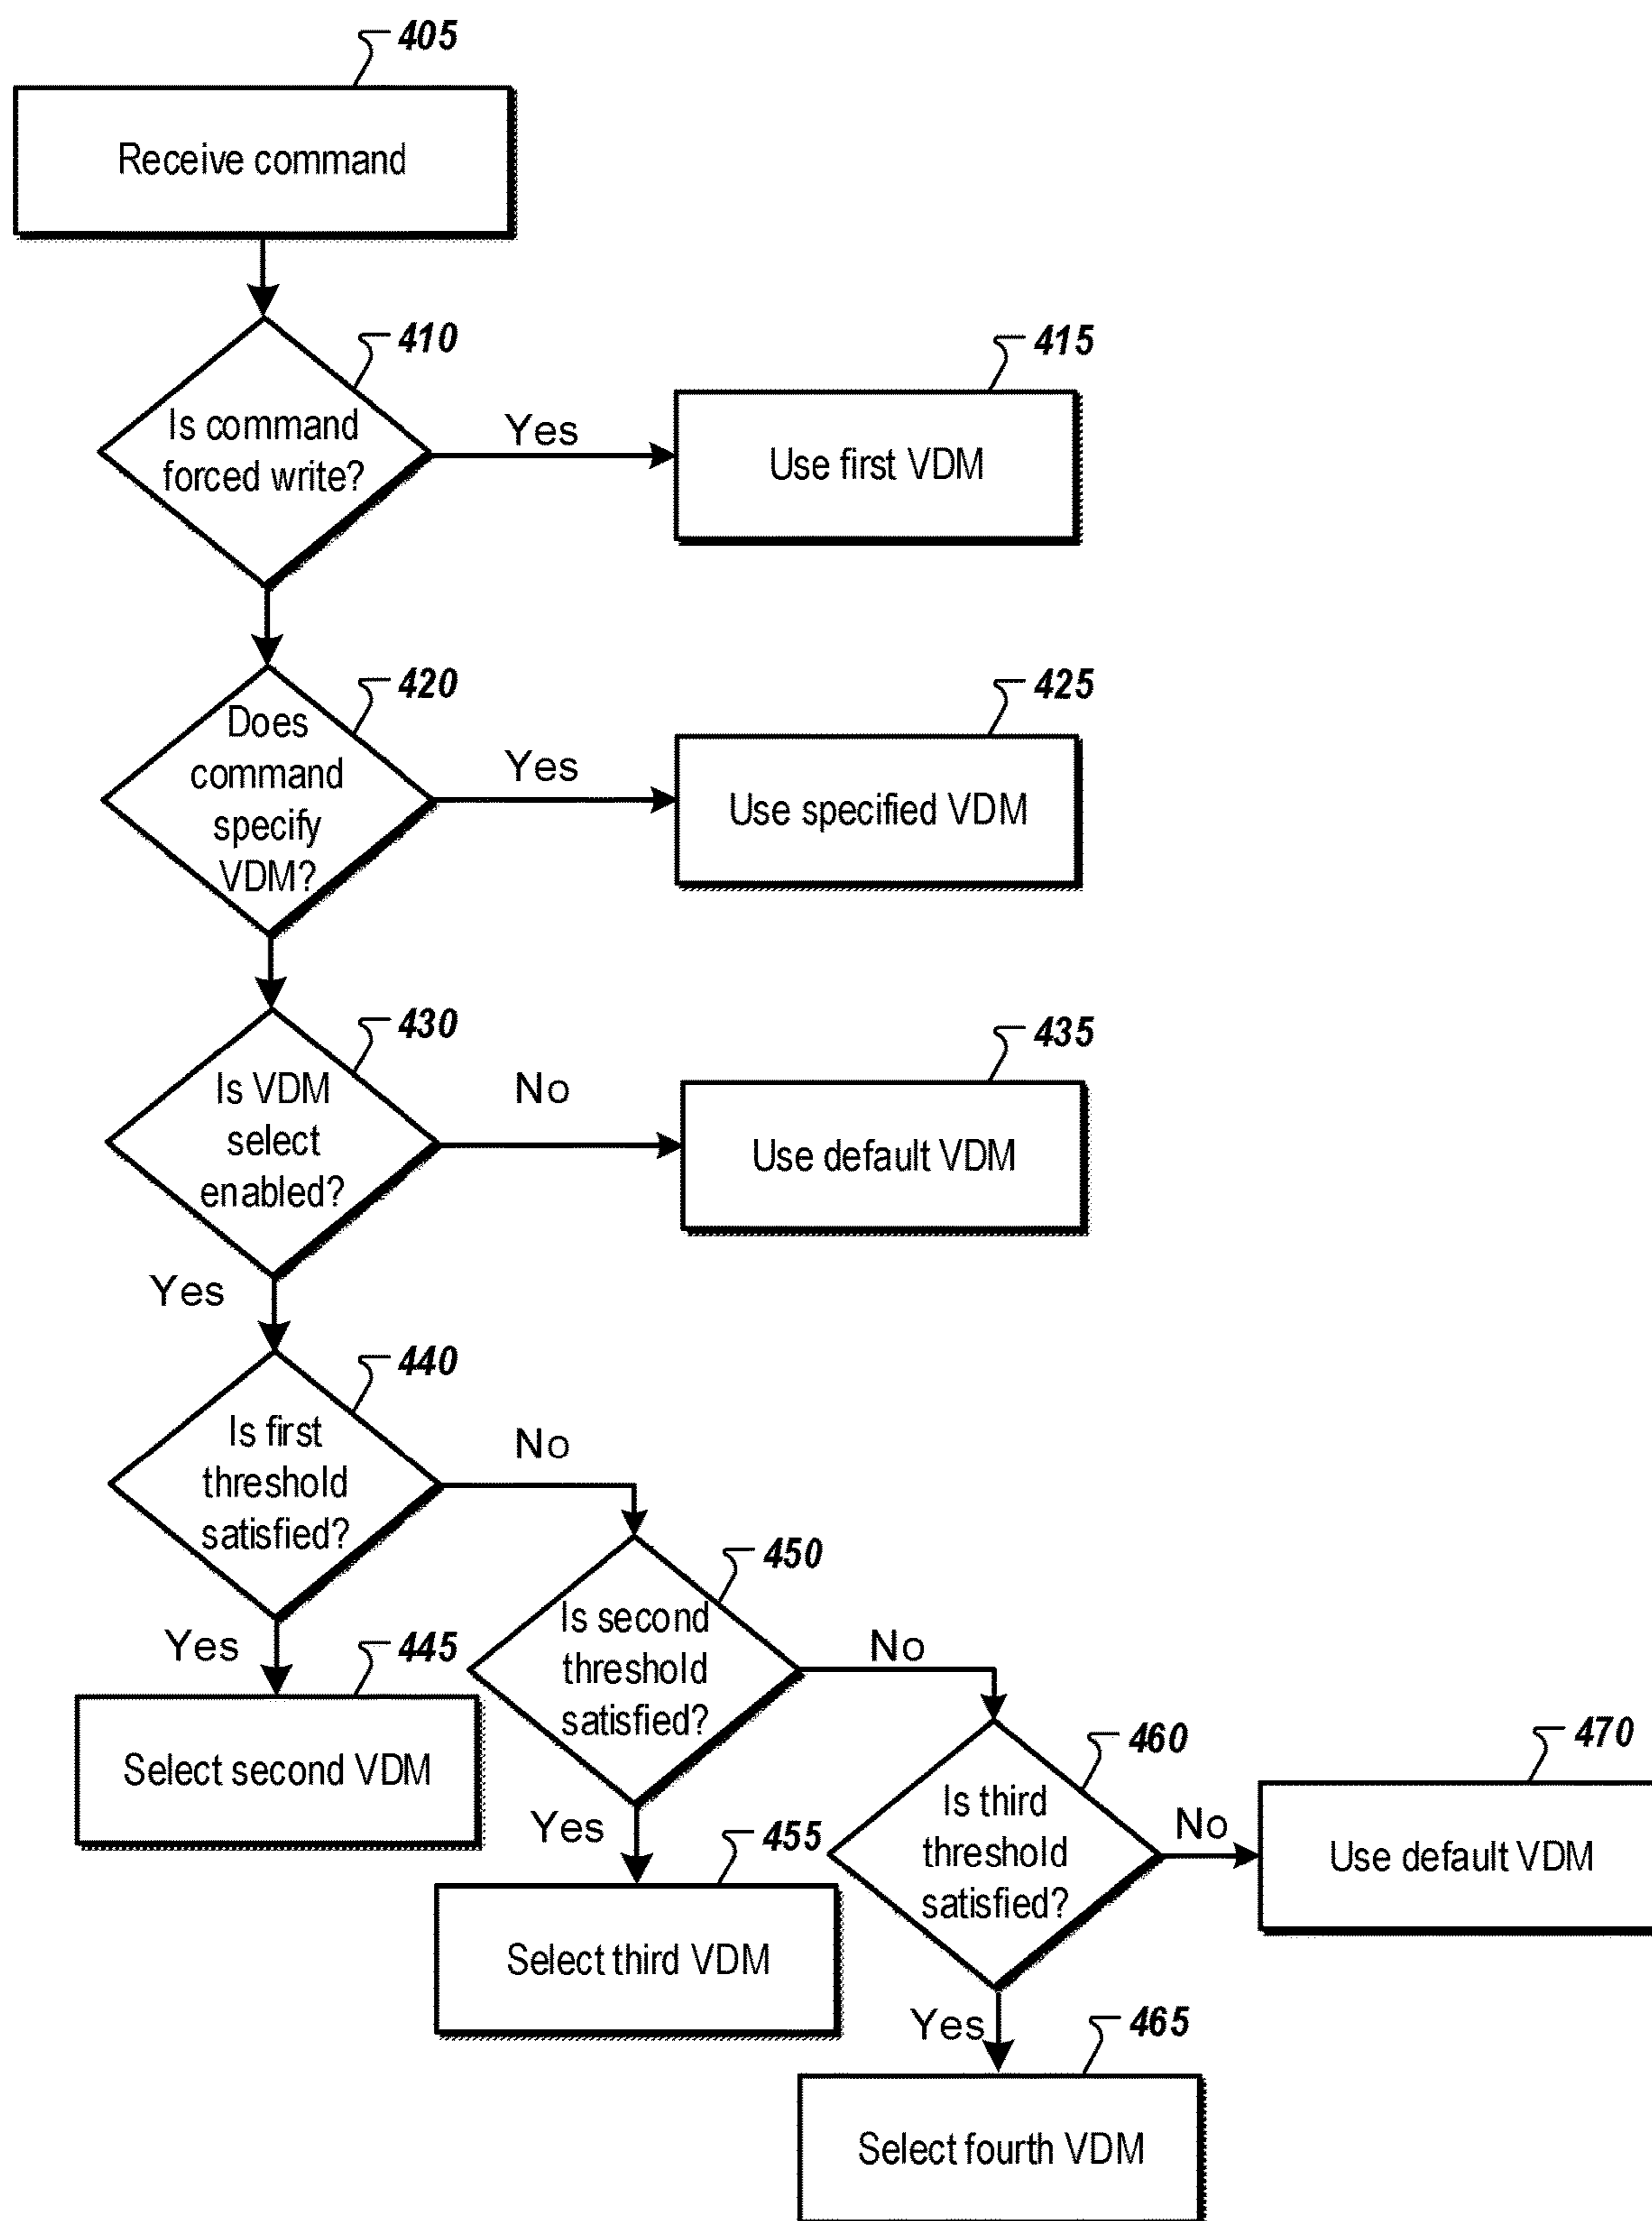 405
Receive command
410
Is command
forced write?
Yes
415
Use first VDM
420
Does
command
specify
VDM?
Yes
425
Use specified VDM
430
Is VDM
select
enabled?
No
435
Use default VDM
Yes
440
Is first
threshold
satisfied?
No
Yes
445
Select second VDM
450
Is second
threshold
satisfied?
No
Yes
455
Select third VDM
460
Is third
threshold
satisfied?
No
470
Use default VDM
Yes
465
Select fourth VDM